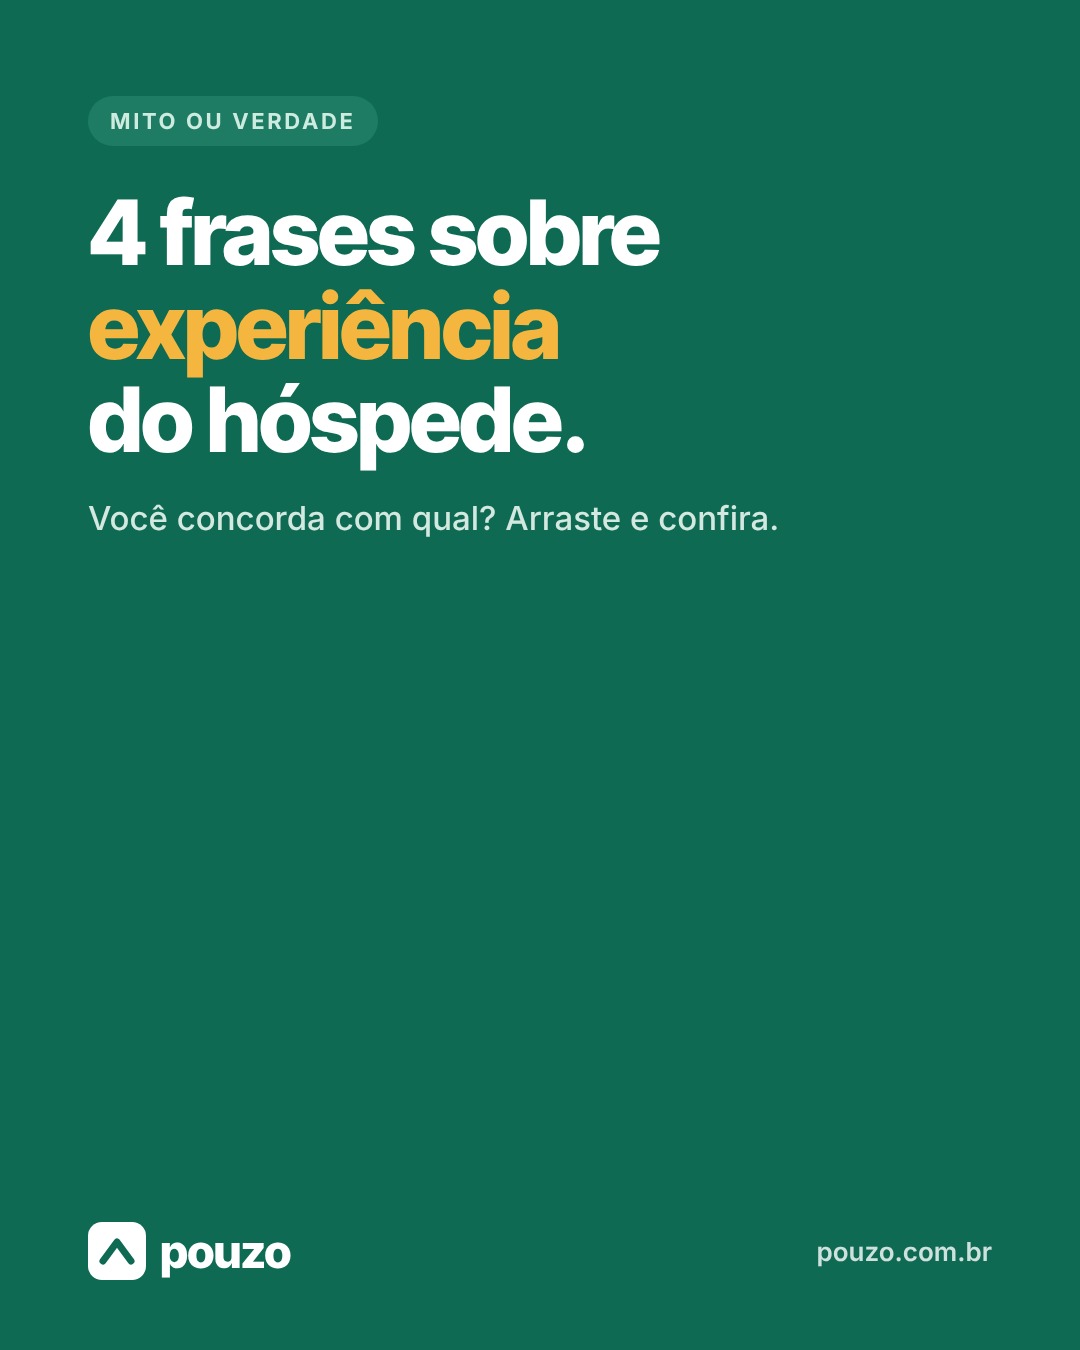 MITO OU VERDADE
4 frases sobre
experiência
do hóspede.
Você concorda com qual? Arraste e confira.
pouzo
pouzo.com.br